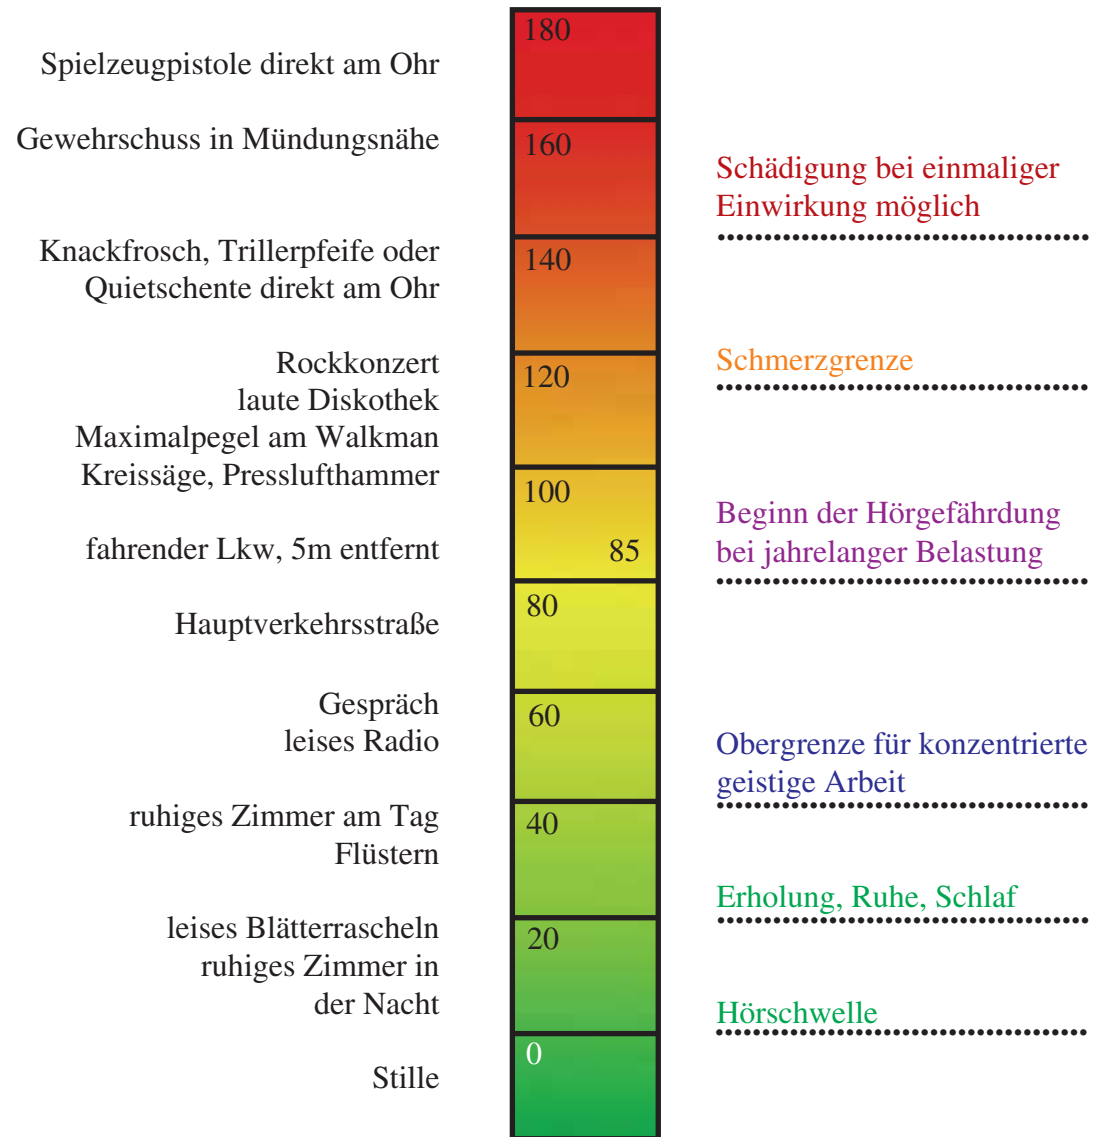 180
Spielzeugpistole direkt am Ohr
Gewehrschuss in Mündungsnähe
160
Schädigung bei einmaliger
Einwirkung möglich
Knackfrosch, Trillerpfeife oder
Quietschente direkt am Ohr
140
Rockkonzert
laute Diskothek
Maximalpegel am Walkman
Kreissäge, Presslufthammer
120
Schmerzgrenze
100
Beginn der Hörgefährdung
bei jahrelanger Belastung
fahrender Lkw, 5m entfernt
85
80
Hauptverkehrsstraße
Gespräch
leises Radio
60
Obergrenze für konzentrierte
geistige Arbeit
ruhiges Zimmer am Tag
Flüstern
40
Erholung, Ruhe, Schlaf
leises Blätterrascheln
ruhiges Zimmer in
der Nacht
20
Hörschwelle
0
Stille